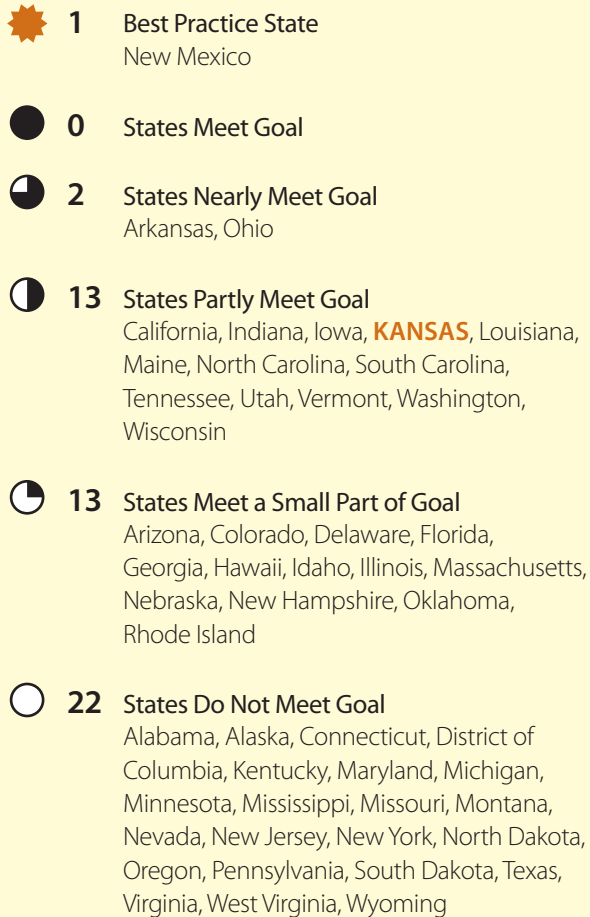 1 Best Practice State
New Mexico
0 States Meet Goal
2 States Nearly Meet Goal
Arkansas, Ohio
13 States Partly Meet Goal
California, Indiana, Iowa, KANSAS, Louisiana,
Maine, North Carolina, South Carolina,
Tennessee, Utah, Vermont, Washington,
Wisconsin
13 States Meet a Small Part of Goal
Arizona, Colorado, Delaware, Florida,
Georgia, Hawaii, Idaho, Illinois, Massachusetts,
Nebraska, New Hampshire, Oklahoma,
Rhode Island
22 States Do Not Meet Goal
Alabama, Alaska, Connecticut, District of
Columbia, Kentucky, Maryland, Michigan,
Minnesota, Mississippi, Missouri, Montana,
Nevada, New Jersey, New York, North Dakota,
Oregon, Pennsylvania, South Dakota, Texas,
Virginia, West Virginia, Wyoming